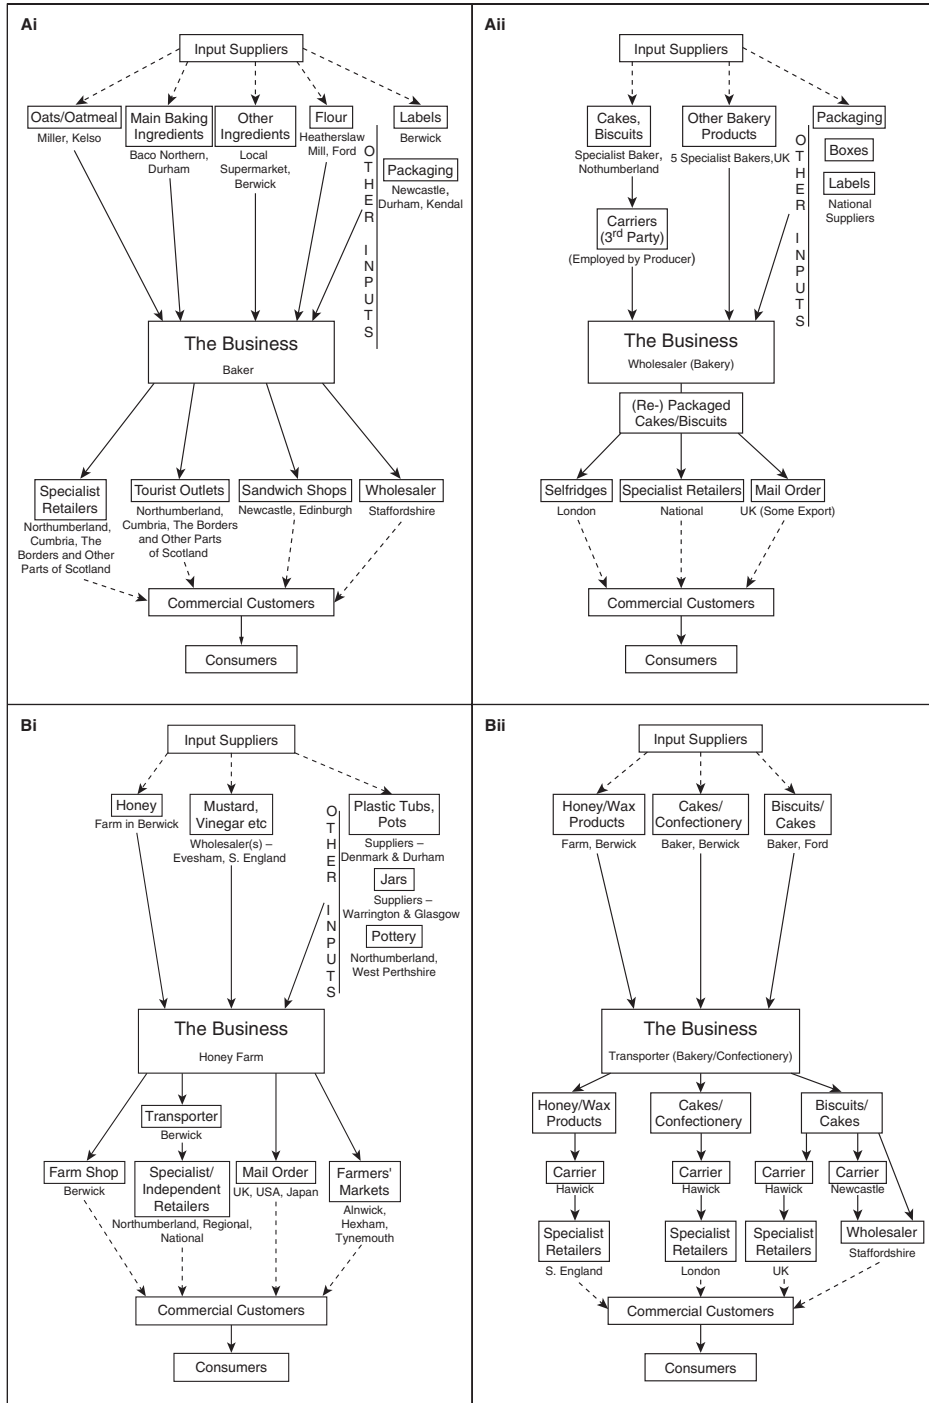 Ai
Input Suppliers
Oats/Oatmeal
Miller, Kelso
Main Baking
Ingredients
Baco Northern,
Durham
Other
Ingredients
Local
Supermarket,
Berwick
Flour
Heatherslaw
Mill, Ford
Labels
Berwick
Packaging
Newcastle,
Durham, Kendal
OTHER INPUTS
The Business
Baker
Specialist
Retailers
Northumberland,
Cumbria, The
Borders and Other
Parts of Scotland
Tourist Outlets
Northumberland,
Cumbria, The Borders
and Other Parts
of Scotland
Sandwich Shops
Newcastle, Edinburgh
Wholesaler
Staffordshire
Commercial Customers
Consumers
Aii
Input Suppliers
Cakes,
Biscuits
Specialist Baker,
Nothumberland
Carriers
(3rd Party)
(Employed by Producer)
Other Bakery
Products
5 Specialist Bakers,UK
Packaging
Boxes
Labels
National
Suppliers
OTHER INPUTS
The Business
Wholesaler (Bakery)
(Re-) Packaged
Cakes/Biscuits
Selfridges
London
Specialist Retailers
National
Mail Order
UK (Some Export)
Commercial Customers
Consumers
Bi
Input Suppliers
Honey
Farm in Berwick
Mustard,
Vinegar etc
Wholesaler(s) –
Evesham, S. England
Plastic Tubs,
Pots
Suppliers –
Denmark & Durham
Jars
Suppliers –
Warrington & Glasgow
Pottery
Northumberland,
West Perthshire
OTHER INPUTS
The Business
Honey Farm
Farm Shop
Berwick
Transporter
Berwick
Specialist/
Independent
Retailers
Northumberland, Regional,
National
Mail Order
UK, USA, Japan
Farmers'
Markets
Alnwick,
Hexham,
Tynemouth
Commercial Customers
Consumers
Bii
Input Suppliers
Honey/Wax
Products
Farm, Berwick
Cakes/
Confectionery
Baker, Berwick
Biscuits/
Cakes
Baker, Ford
The Business
Transporter (Bakery/Confectionery)
Honey/Wax
Products
Carrier
Hawick
Specialist
Retailers
S. England
Cakes/
Confectionery
Carrier
Hawick
Specialist
Retailers
London
Biscuits/
Cakes
Carrier
Hawick
Specialist
Retailers
UK
Carrier
Newcastle
Wholesaler
Staffordshire
Commercial Customers
Consumers